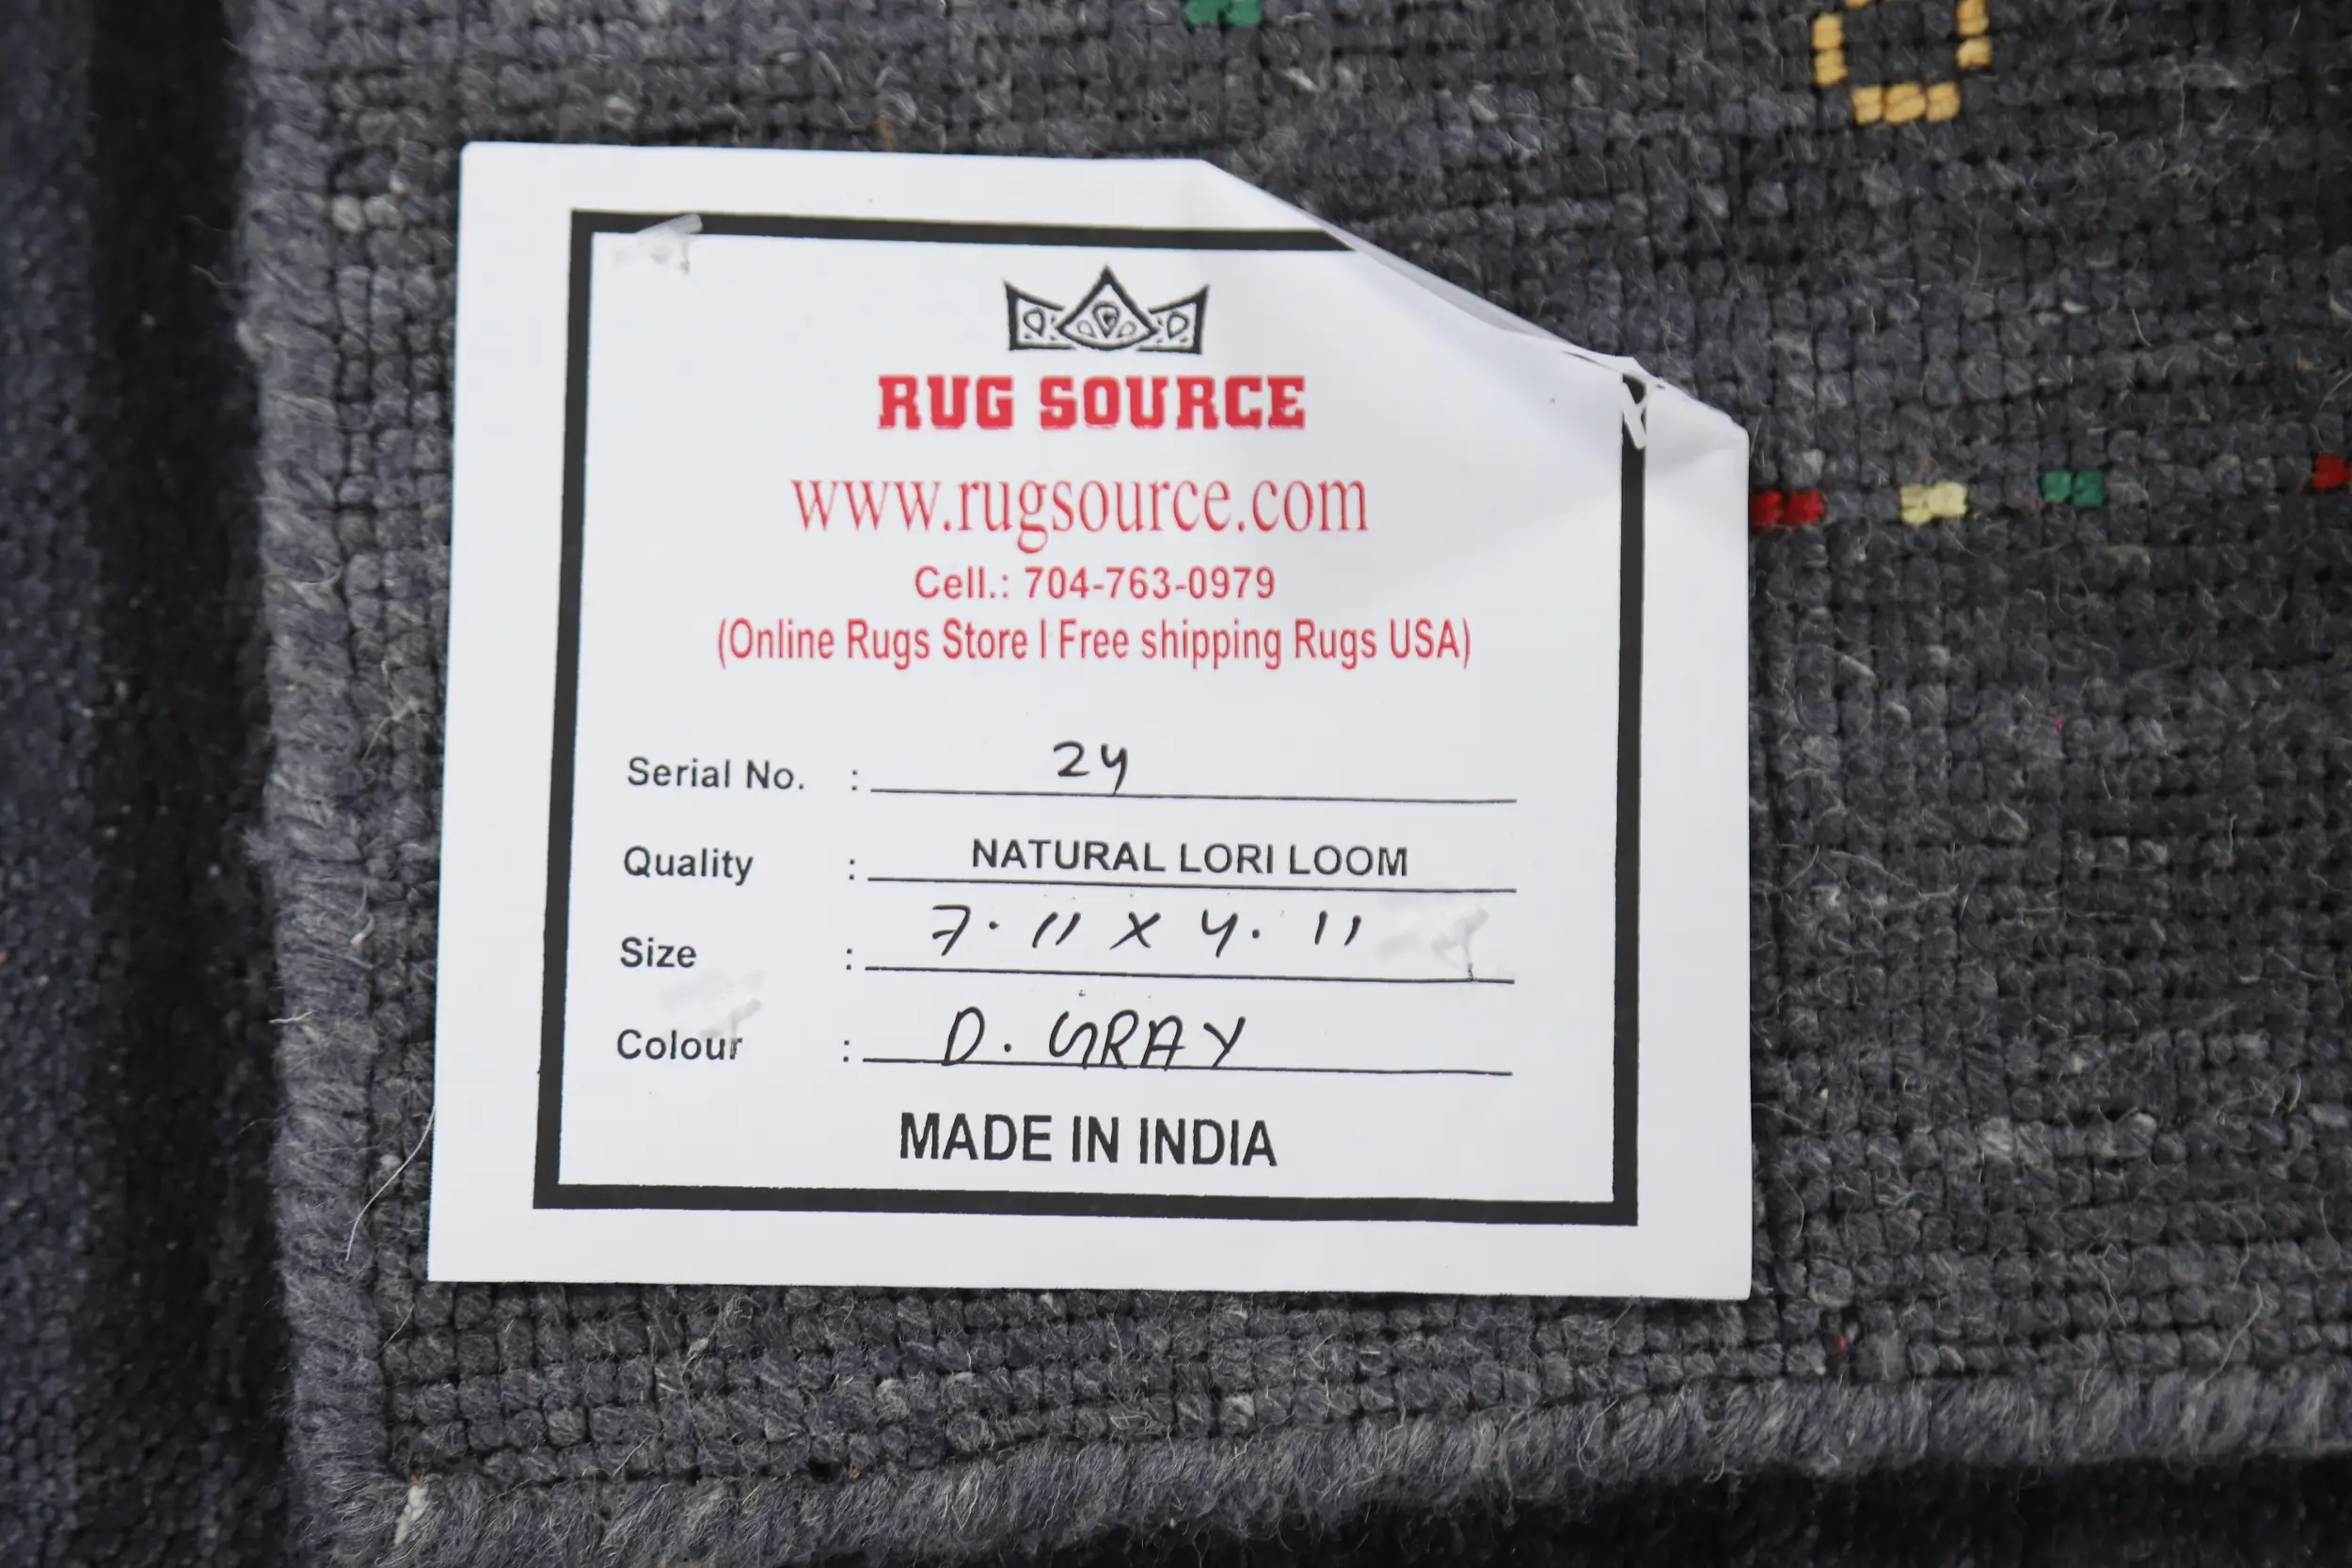 RUG SOURCE
www.rugsource.com
Cell.: 704-763-0979
(Online Rugs Store | Free shipping Rugs USA)
Serial No. : 24
Quality : NATURAL LORI LOOM
Size : 7.11 X 4.11
Colour : D. GRAY
MADE IN INDIA